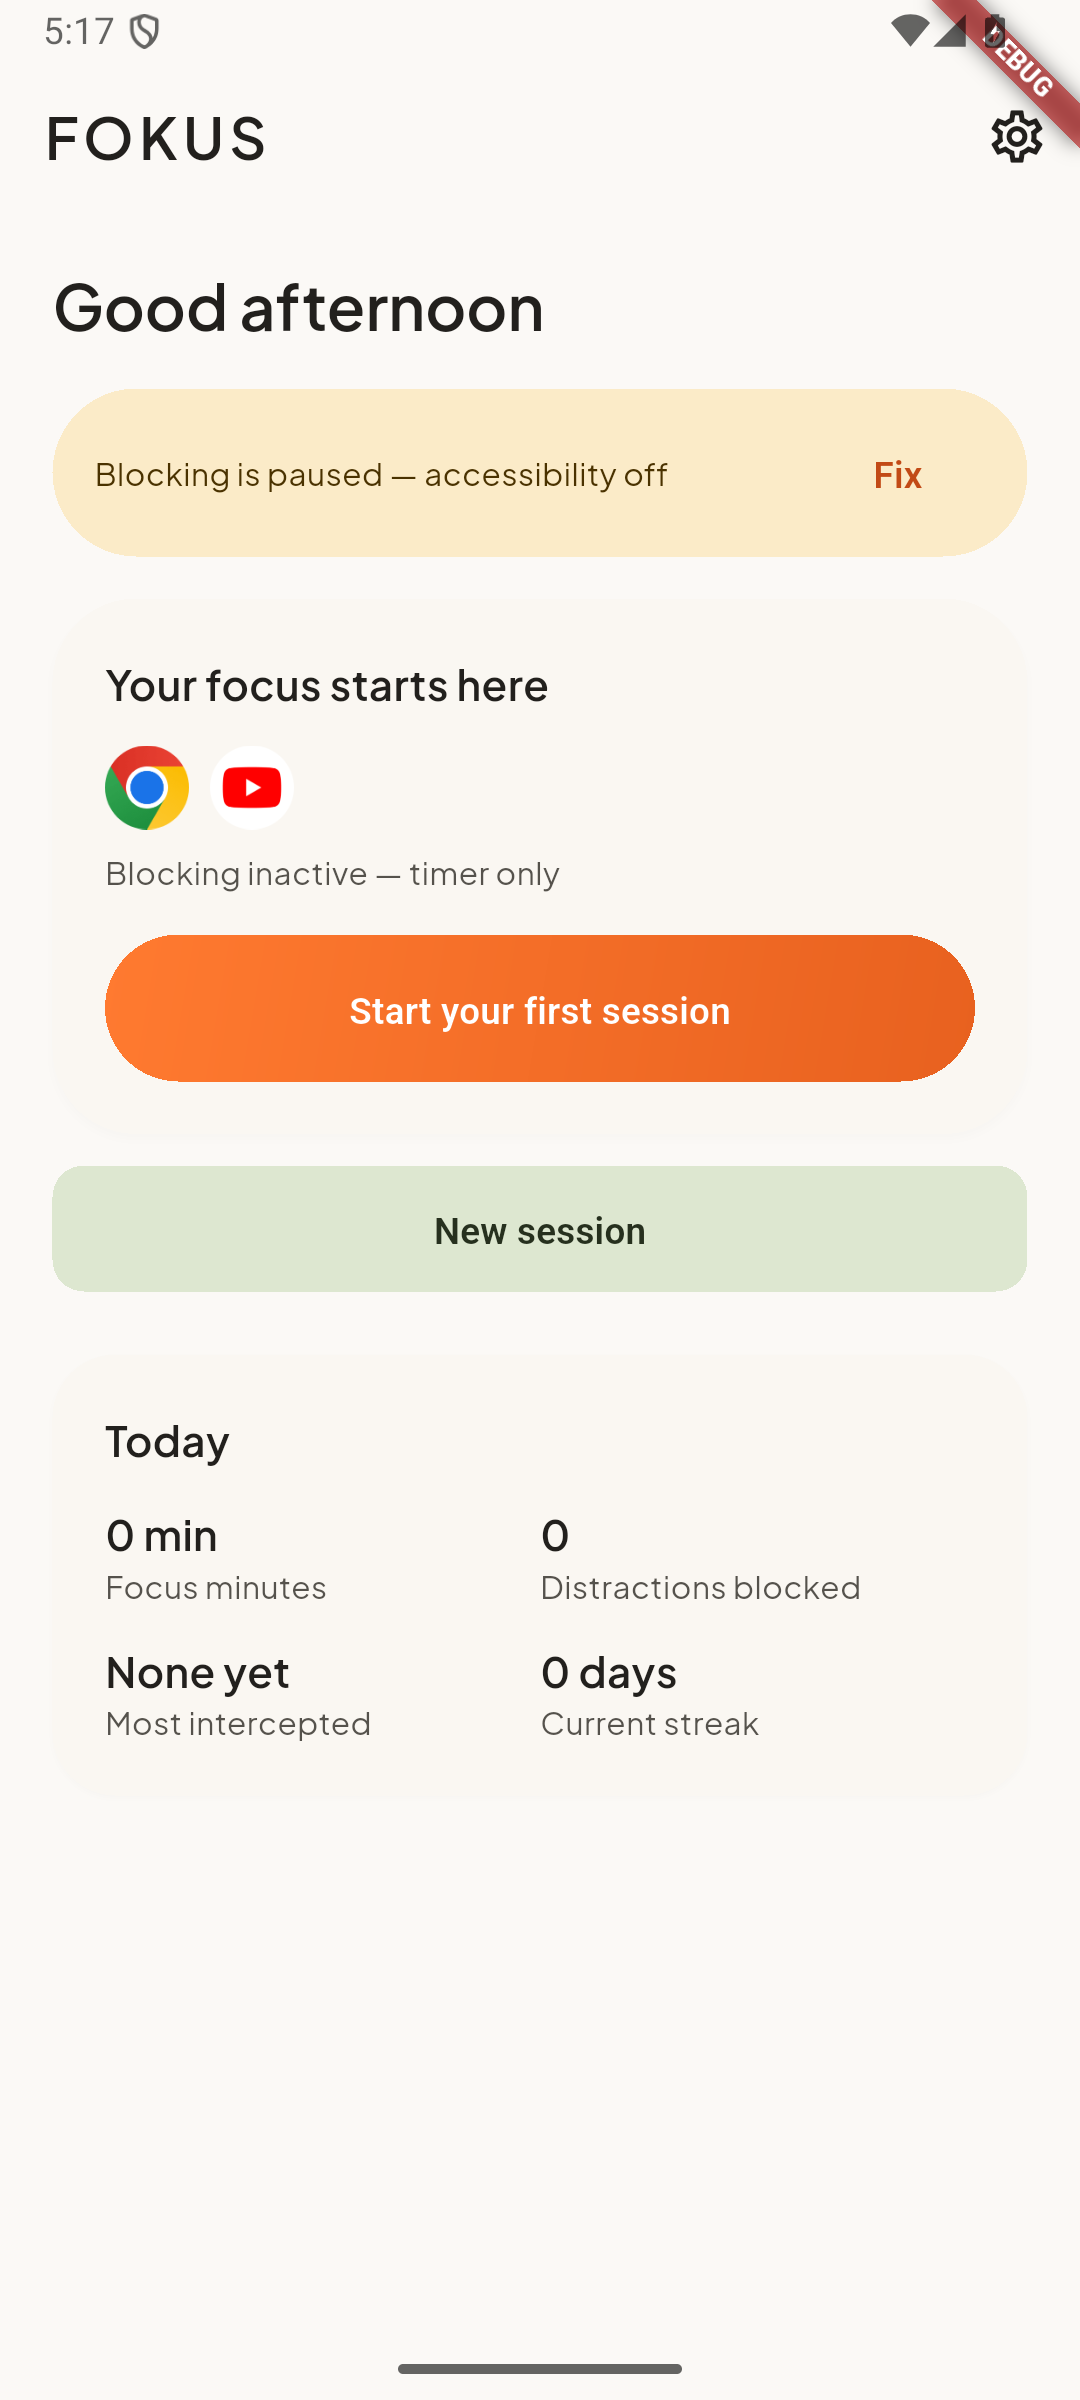 5:17
DEBUG
FOKUS
Good afternoon
Blocking is paused — accessibility off
Fix
Your focus starts here
Blocking inactive — timer only
Start your first session
New session
Today
0 min
0
Focus minutes
Distractions blocked
None yet
0 days
Most intercepted
Current streak